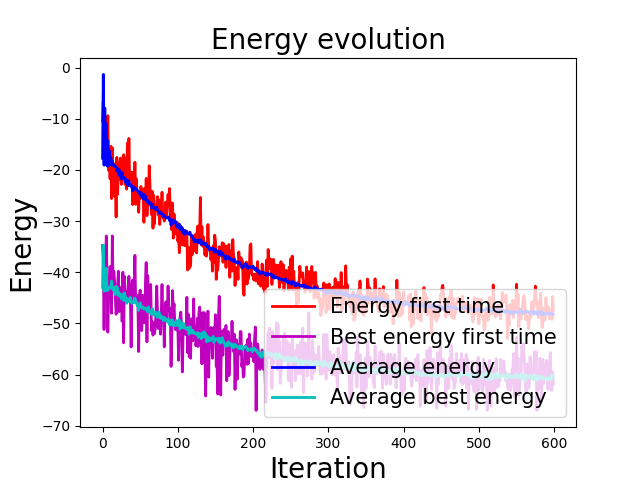 Energy evolution
0
−10
−20
−30
−40
−50
−60
−70
Energy
Energy first time
Best energy first time
Average energy
Average best energy
0 100 200 300 400 500 600
Iteration